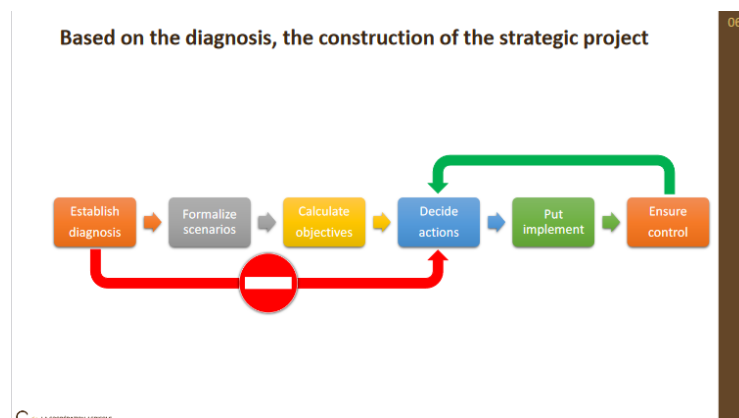 Based on the diagnosis, the construction of the strategic project
06
Establish
diagnosis
Formalize
scenarios
Calculate
objectives
Decide
actions
Put
implement
Ensure
control